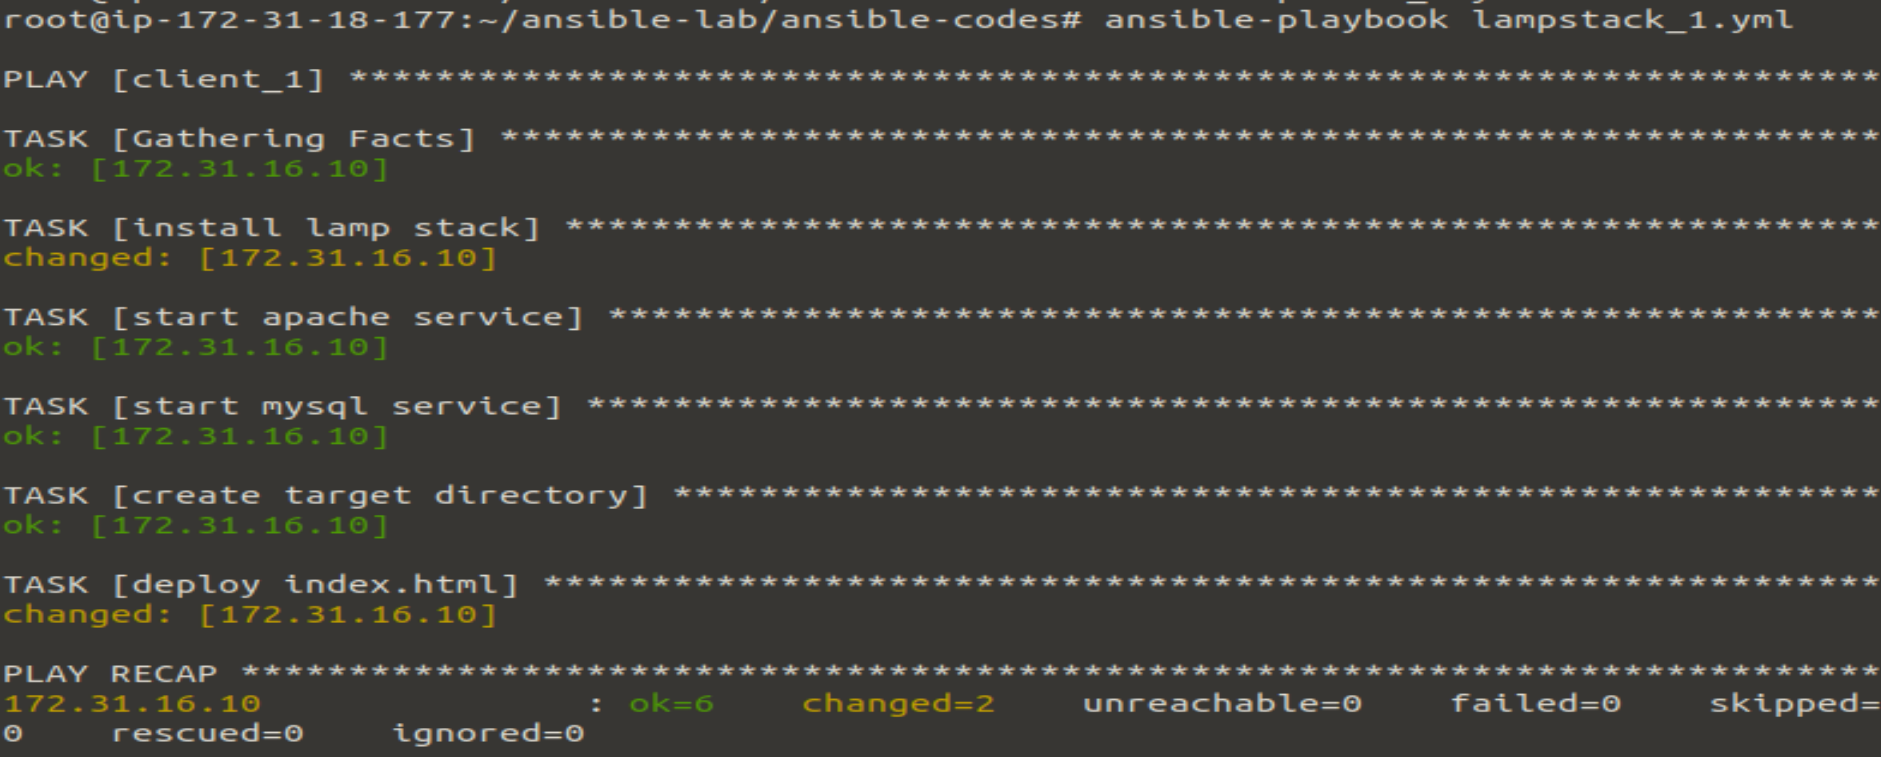 root@ip-172-31-18-177:~/ansible-lab/ansible-codes# ansible-playbook lampstack_1.yml
PLAY [client_1] ***********************************************************************
TASK [Gathering Facts] ****************************************************************
ok: [172.31.16.10]
TASK [install lamp stack] *************************************************************
changed: [172.31.16.10]
TASK [start apache service] ***********************************************************
ok: [172.31.16.10]
TASK [start mysql service] ************************************************************
ok: [172.31.16.10]
TASK [create target directory] ********************************************************
ok: [172.31.16.10]
TASK [deploy index.html] **************************************************************
changed: [172.31.16.10]
PLAY RECAP ****************************************************************************
172.31.16.10               : ok=6    changed=2    unreachable=0    failed=0    skipped=
0    rescued=0    ignored=0